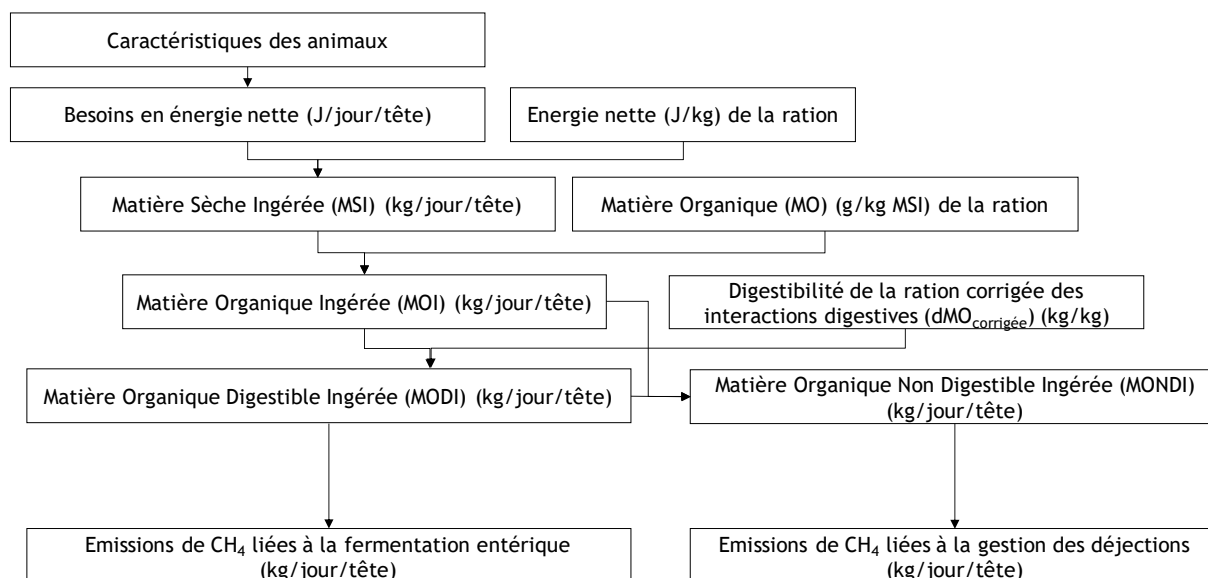 Caractéristiques des animaux
Besoins en énergie nette (J/jour/tête)
Energie nette (J/kg) de la ration
Matière Sèche Ingérée (MSI) (kg/jour/tête)
Matière Organique (MO) (g/kg MSI) de la ration
Matière Organique Ingérée (MOI) (kg/jour/tête)
Digestibilité de la ration corrigée des
interactions digestives (dMOcorrigée) (kg/kg)
Matière Organique Digestible Ingérée (MODI) (kg/jour/tête)
Matière Organique Non Digestible Ingérée (MONDI)
(kg/jour/tête)
Emissions de CH₄ liées à la fermentation entérique
(kg/jour/tête)
Emissions de CH₄ liées à la gestion des déjections
(kg/jour/tête)